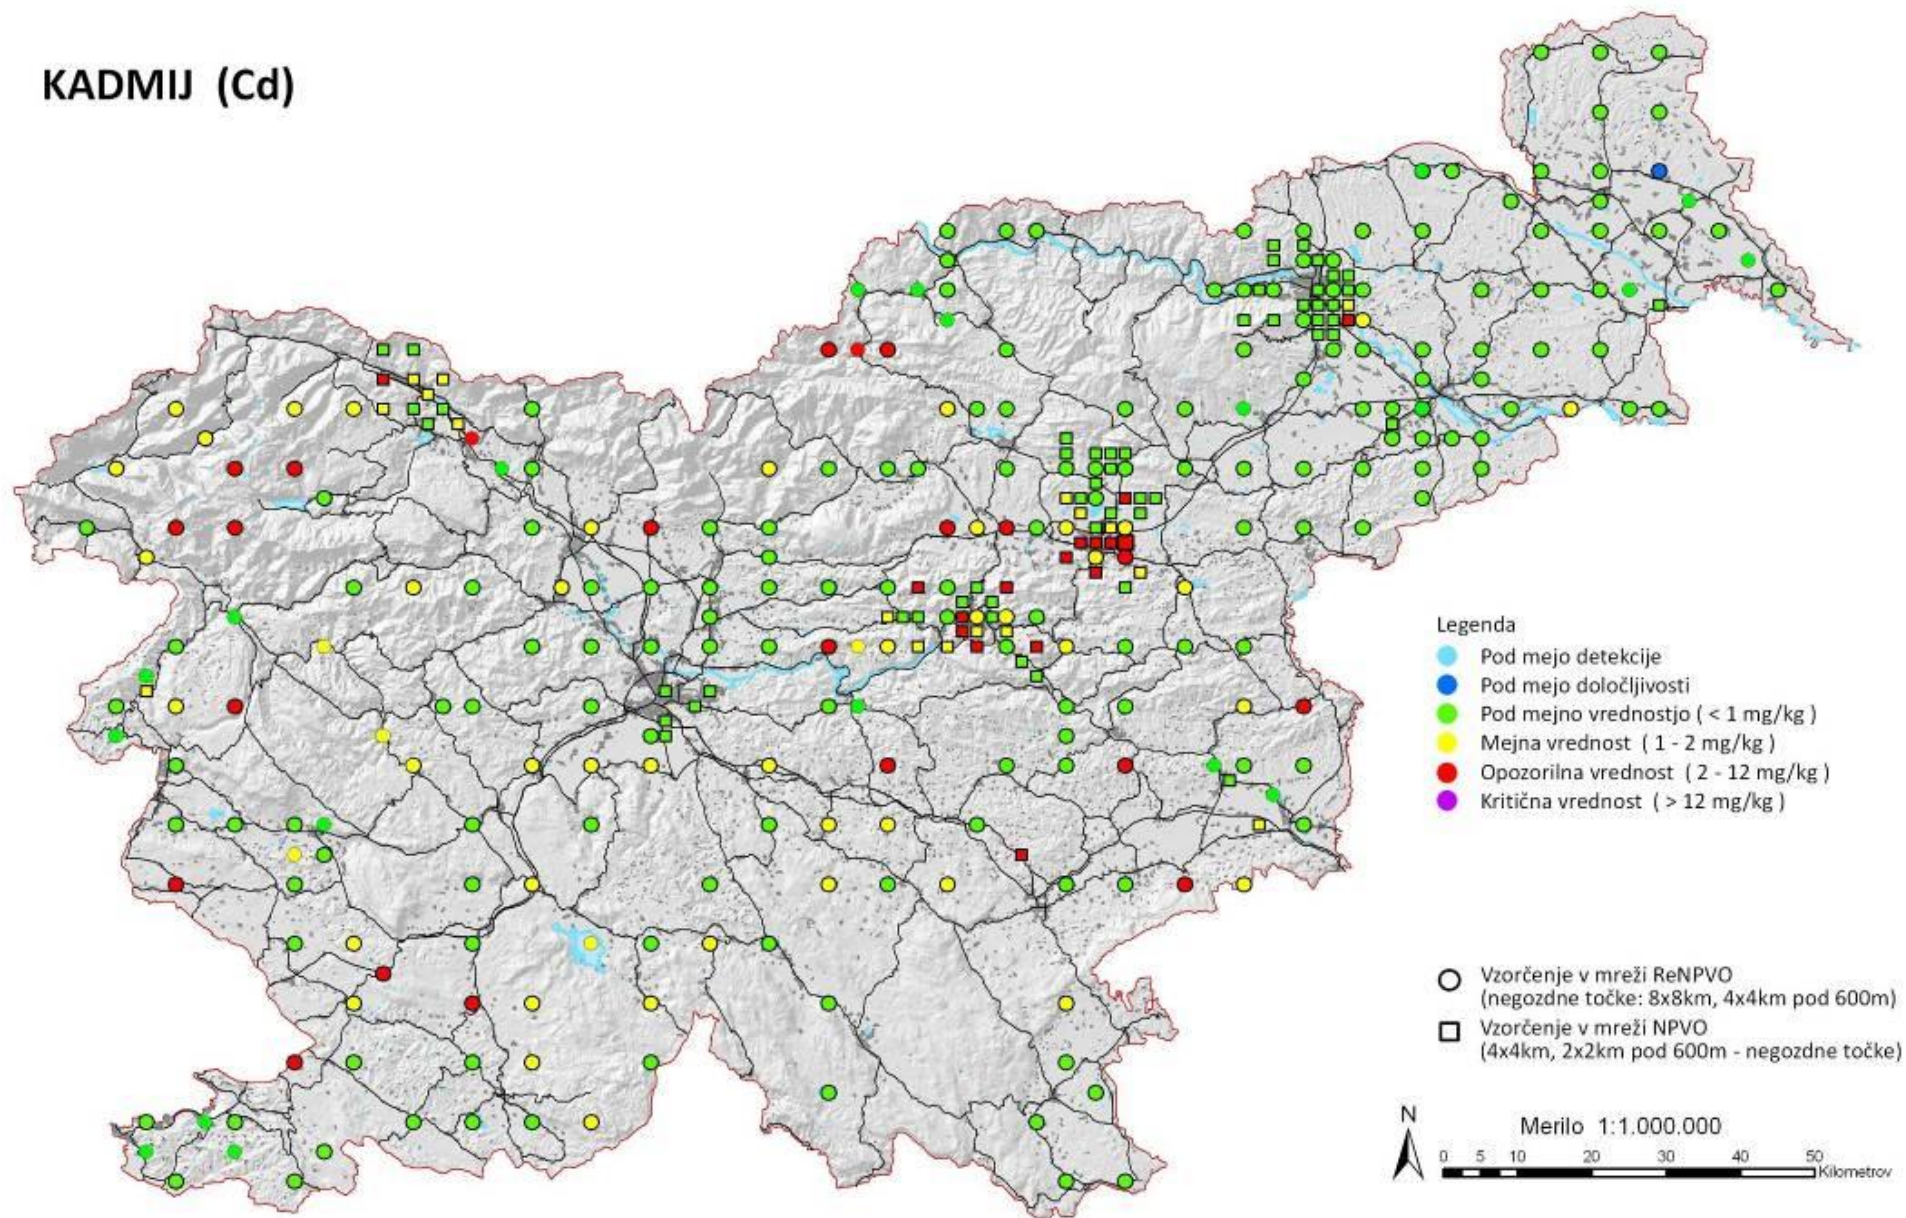 KADMIJ (Cd)
Legenda
Pod mejo detekcije
Pod mejo določljivosti
Pod mejno vrednostjo ( < 1 mg/kg )
Mejna vrednost ( 1 - 2 mg/kg )
Opozorilna vrednost ( 2 - 12 mg/kg )
Kritična vrednost ( > 12 mg/kg )
Vzorčenje v mreži ReNPVO
(negozdne točke: 8x8km, 4x4km pod 600m)
Vzorčenje v mreži NPVO
(4x4km, 2x2km pod 600m - negozdne točke)
N
Merilo 1:1.000.000
0 5 10 20 30 40 50
Kilometrov